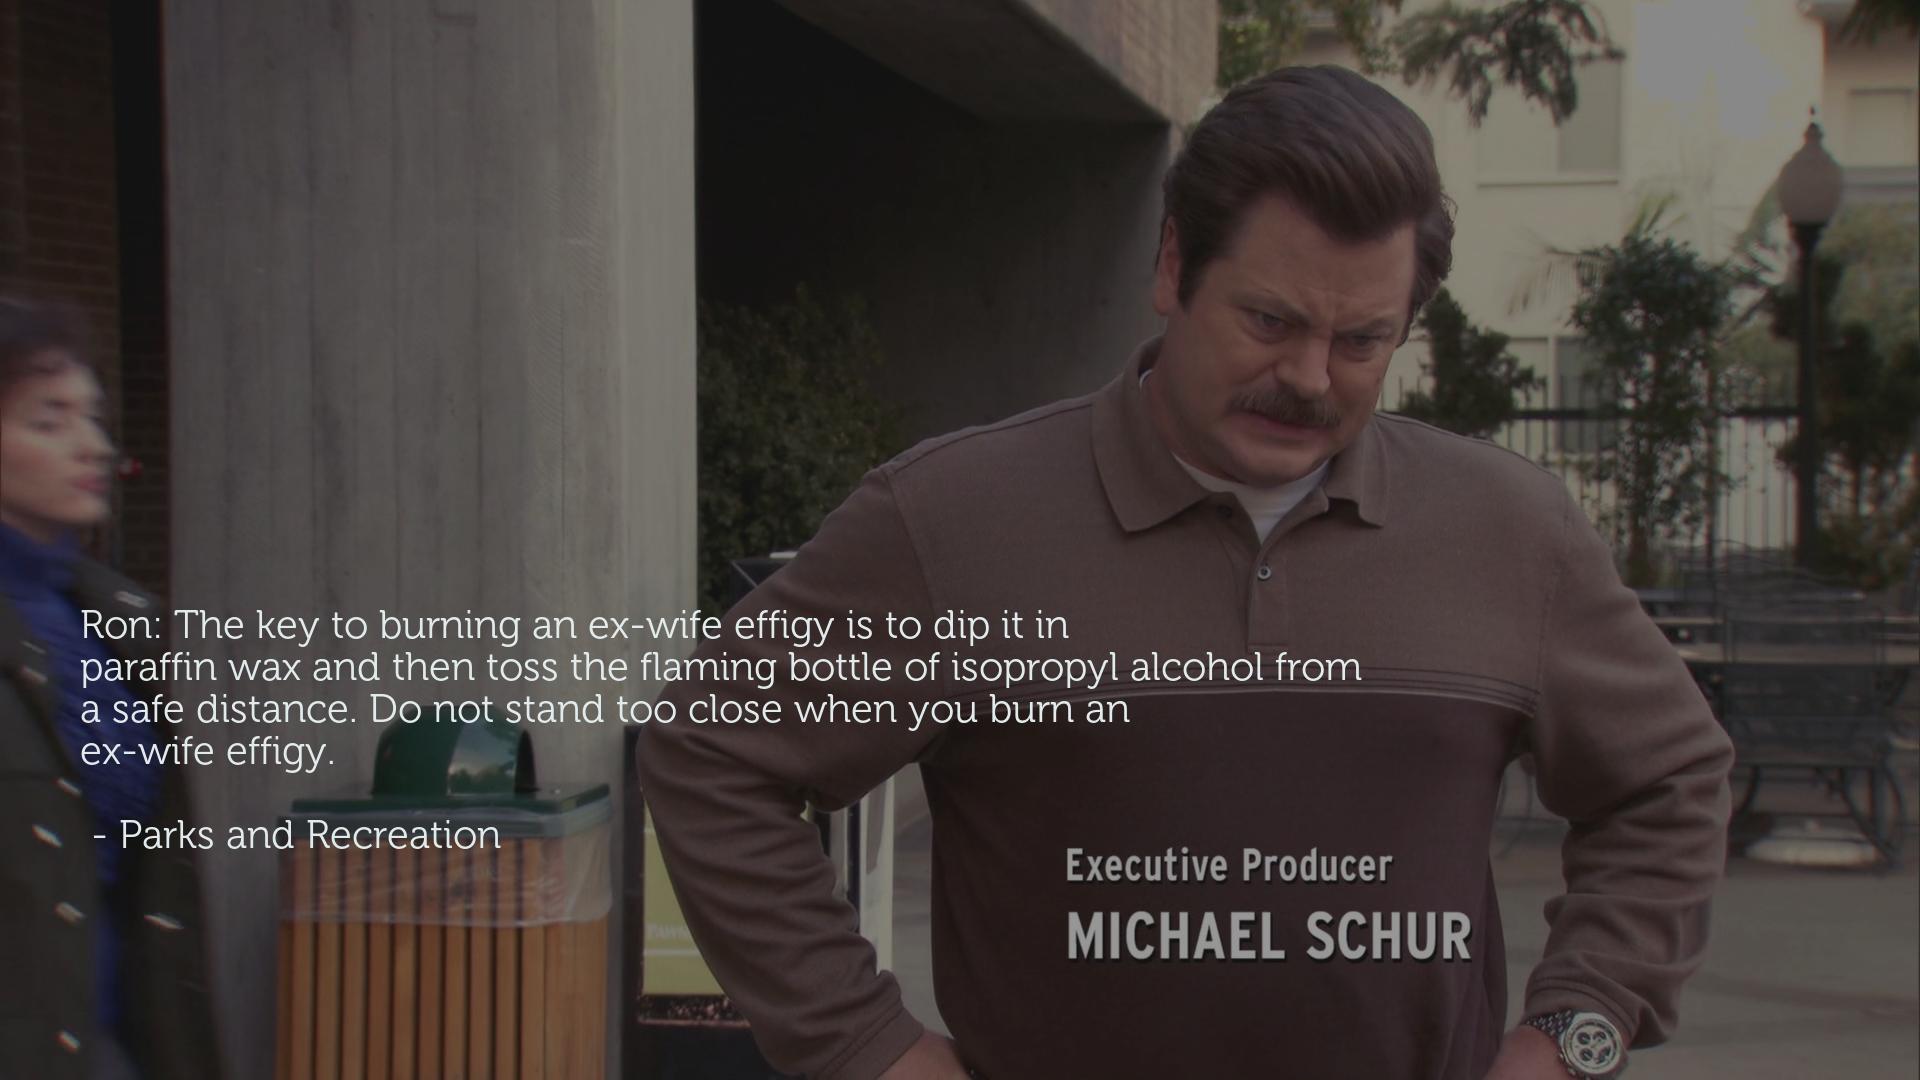 Ron: The key to burning an ex-wife effigy is to dip it in
paraffin wax and then toss the flaming bottle of isopropyl alcohol from
a safe distance. Do not stand too close when you burn an
ex-wife effigy.
- Parks and Recreation
Executive Producer
MICHAEL SCHUR